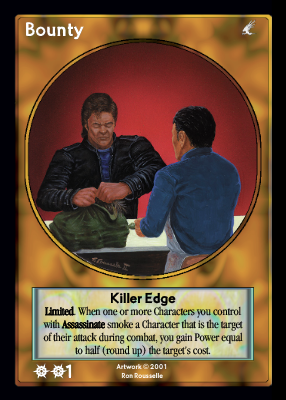 Bounty
Killer Edge
Limited. When one or more Characters you control
with Assassinate smoke a Character that is the target
of their attack during combat, you gain Power equal
to half (round up) the target's cost.
1
Artwork © 2001
Ron Rousselle